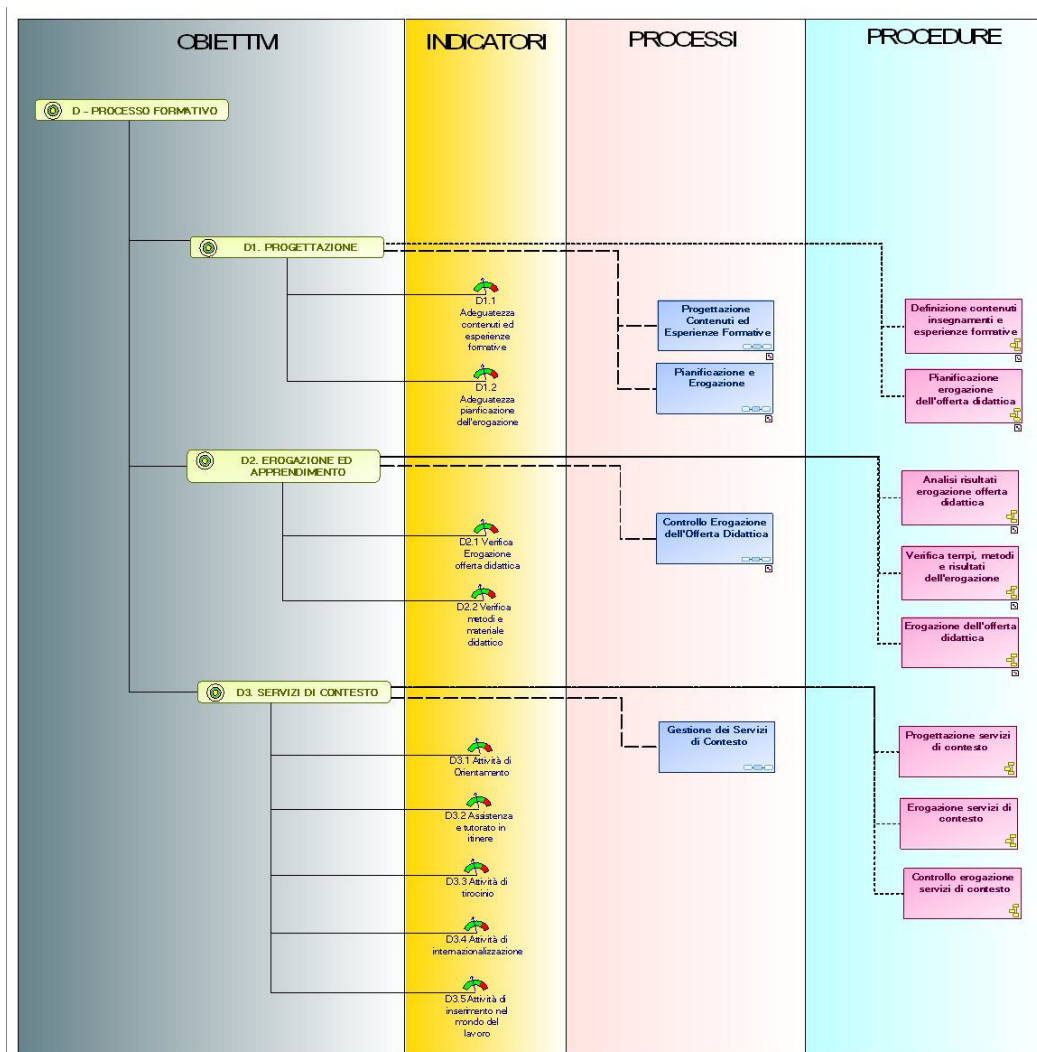 OBIETTIVI
INDICATORI
PROCESSI
PROCEDURE
D - PROCESSO FORMATIVO
D1. PROGETTAZIONE
D1.1
Adeguatezza
contenuti ed
esperienze
formative
Progettazione
Contenuti ed
Esperienze Formative
Definizione contenuti
insegnamenti e
esperienze formative
D1.2
Adeguatezza
pianficazione
dell'erogazione
Pianificazione e
Erogazione
Pianificazione
erogazione
dell'offerta didattica
D2. EROGAZIONE ED
APPRENDIMENTO
D2.1 Verifica
Erogazione
offerta didattica
D2.2 Verifica
metodi e
materiale
didattico
Controllo Erogazione
dell'Offerta Didattica
Analisi risultati
erogazione offerta
didattica
Verifica tempi, metodi
e risultati
dell'erogazione
Erogazione dell'offerta
didattica
D3. SERVIZI DI CONTESTO
D3.1 Attività di
Orientamento
D3.2 Assistenza
e tutorato in
itinere
D3.3 Attività di
tirocinio
D3.4 Attività di
internazionalizzazione
D3.5 Attività di
inserimento nel
mondo del
lavoro
Gestione dei Servizi
di Contesto
Progettazione servizi
di contesto
Erogazione servizi di
contesto
Controllo erogazione
servizi di contesto